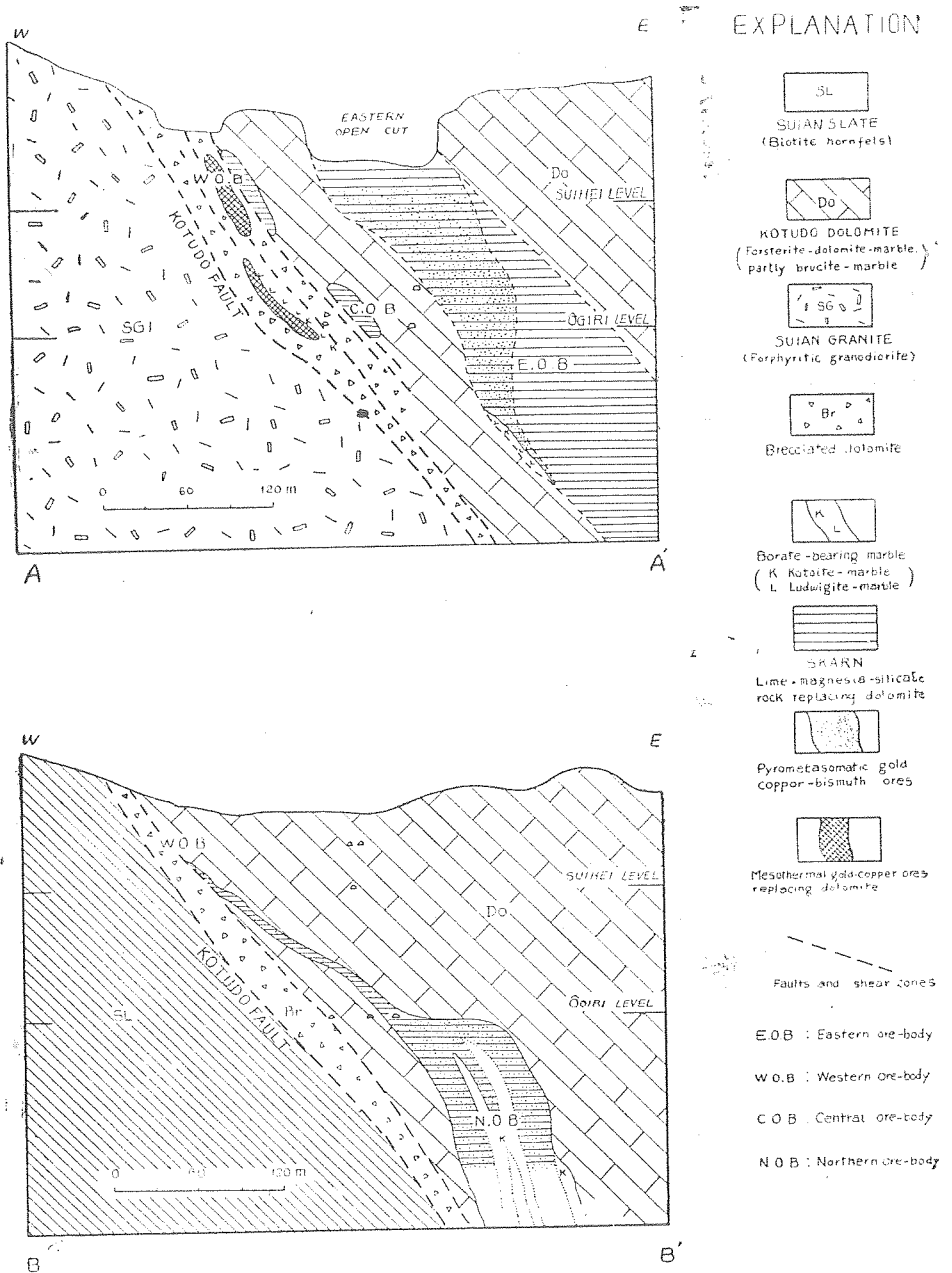 W
E
EASTERN
OPEN CUT
W O.B
Do
SUIHEI LEVEL
KOTUDO FAULT
C.O B
SG1
ÔGIRI LEVEL
K
E.O.B
0 60 120 m
A
A'
W
E
W O B
SUIHEI LEVEL
Do
KOTUDO FAULT
SL
Br
ÔGIRI LEVEL
N.O B
K
K
0 60 120 m
B
B'
EXPLANATION
SL
SUIAN SLATE
(Biotite hornfels)
Do
KOTUDO DOLOMITE
(Forsterite-dolomite-marble,
partly brucite-marble)
SG
SUIAN GRANITE
(Porphyritic granodiorite)
Br
Brecciated dolomite
K
L
Borate-bearing marble
(K Kotoite-marble
L Ludwigite-marble)
SKARN
Lime-magnesia-silicate
rock replacing dolomite
Pyrometasomatic gold
copper-bismuth ores
Mesothermal gold-copper ores
replacing dolomite
Faults and shear zones
E.O.B : Eastern ore-body
W O.B : Western ore-body
C O B : Central ore-body
N O B : Northern ore-body